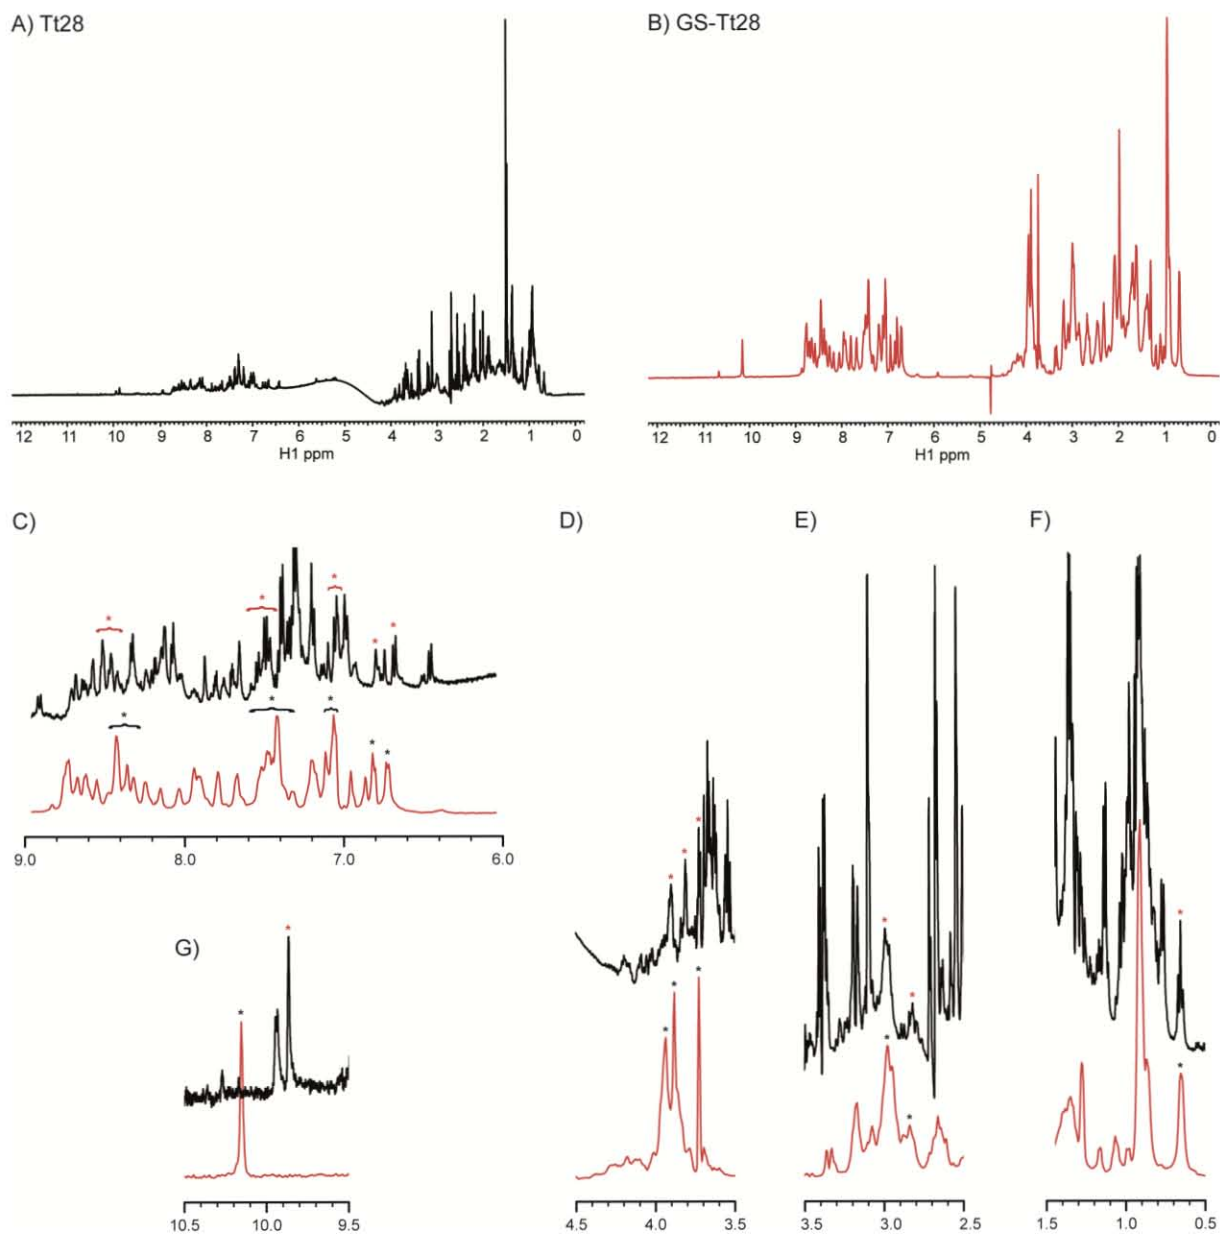 A) Tt28
B) GS-Tt28
12 11 10 9 8 7 6 5 4 3 2 1 0
H1 ppm
12 11 10 9 8 7 6 5 4 3 2 1 0
H1 ppm
C)
D)
E)
F)
* * * * *
* * * * *
9.0 8.0 7.0 6.0
G)
* *
10.5 10.0 9.5
* * *
* * *
4.5 4.0 3.5
* *
* *
3.5 3.0 2.5
*
*
1.5 1.0 0.5